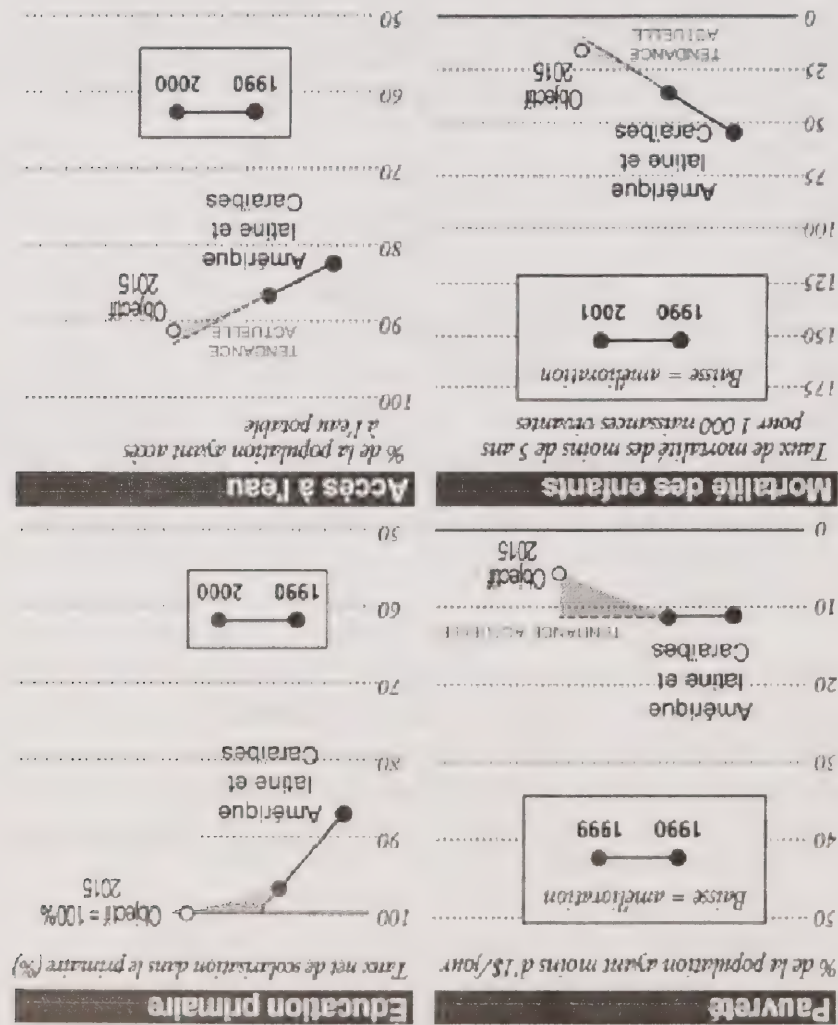 Pauvreté
% de la population ayant moins d'1$/jour
50
Baisse = amélioration
40
1990 1999
30
Amérique
20
latine et
Caraïbes
TENDANCE ACTUELLE
10
Objectif
2015
0
Education primaire
Taux net de scolarisation dans le primaire (%)
100
Objectif = 100%
2015
90
Amérique
latine et
Caraïbes
80
70
60
1990 2000
50
Mortalité des enfants
Taux de mortalité des moins de 5 ans
pour 1 000 naissances vivantes
175
Baisse = amélioration
150
1990 2001
125
100
Amérique
75
latine et
Caraïbes
50
Objectif
2015
25
TENDANCE
ACTUELLE
0
Accès à l'eau
% de la population ayant accès
à l'eau potable
100
TENDANCE
ACTUELLE
90
Objectif
2015
Amérique
80
latine et
Caraïbes
70
60
1990 2000
50